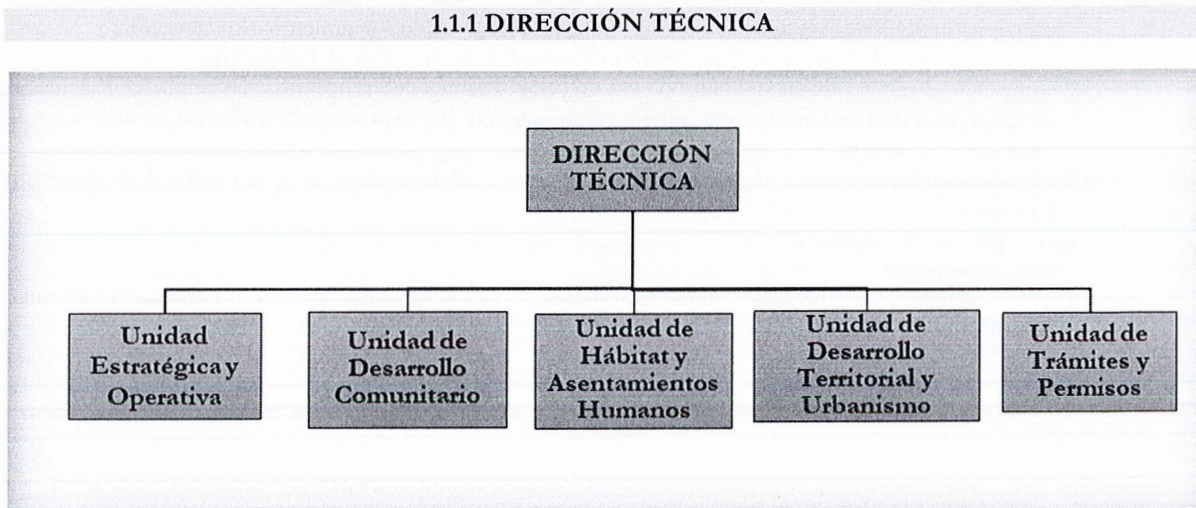 1.1.1 DIRECCIÓN TÉCNICA
DIRECCIÓN
TÉCNICA
Unidad
Estratégica y
Operativa
Unidad de
Desarrollo
Comunitario
Unidad de
Hábitat y
Asentamientos
Humanos
Unidad de
Desarrollo
Territorial y
Urbanismo
Unidad de
Trámites y
Permisos